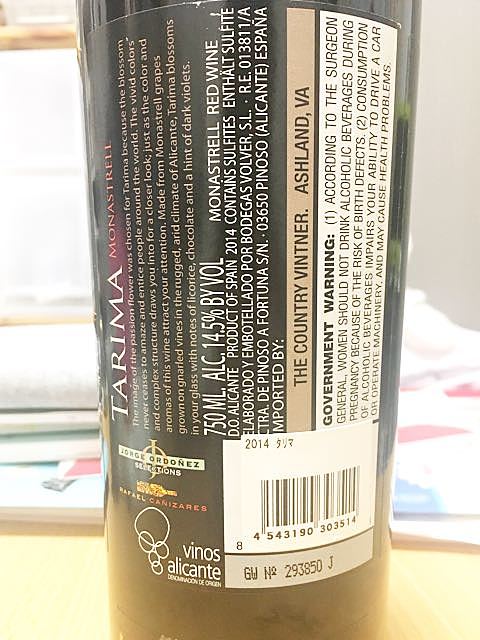 TARIMA MONASTRELL
The image of the passion flower was chosen for Tarima because the blossom
never ceases to amaze and entice people around the world. The vivid colors
and complex structure draws you into for a closer look; just as the color and
aromas of this wine attract your attention. Made from Monastrell grapes
grown on gnarled vines in the rugged, arid climate of Alicante, Tarima blossoms
in your glass with notes of licorice, chocolate and a hint of dark violets.
750 ML ALC. 14,5% BY VOL MONASTRELL RED WINE
D.O. ALICANTE PRODUCT OF SPAIN 2014 CONTAINS SULFITES ENTHÄLT SULFITE
ELABORADO Y EMBOTELLADO POR BODEGAS VOLVER, S.L. · R.E. 013811/A
CTRA. DE PINOSO A FORTUNA S/N. · 03650 PINOSO (ALICANTE) ESPAÑA
IMPORTED BY:
THE COUNTRY VINTNER. ASHLAND, VA
GOVERNMENT WARNING: (1) ACCORDING TO THE SURGEON
GENERAL, WOMEN SHOULD NOT DRINK ALCOHOLIC BEVERAGES DURING
PREGNANCY BECAUSE OF THE RISK OF BIRTH DEFECTS. (2) CONSUMPTION
OF ALCOHOLIC BEVERAGES IMPAIRS YOUR ABILITY TO DRIVE A CAR
OR OPERATE MACHINERY, AND MAY CAUSE HEALTH PROBLEMS.
JORGE ORDOÑEZ
SELECTIONS
RAFAEL CAÑIZARES
vinos
alicante
DENOMINACIÓN DE ORIGEN
2014 タリマ
8 4 543190 303514
GW Nº 293850 J